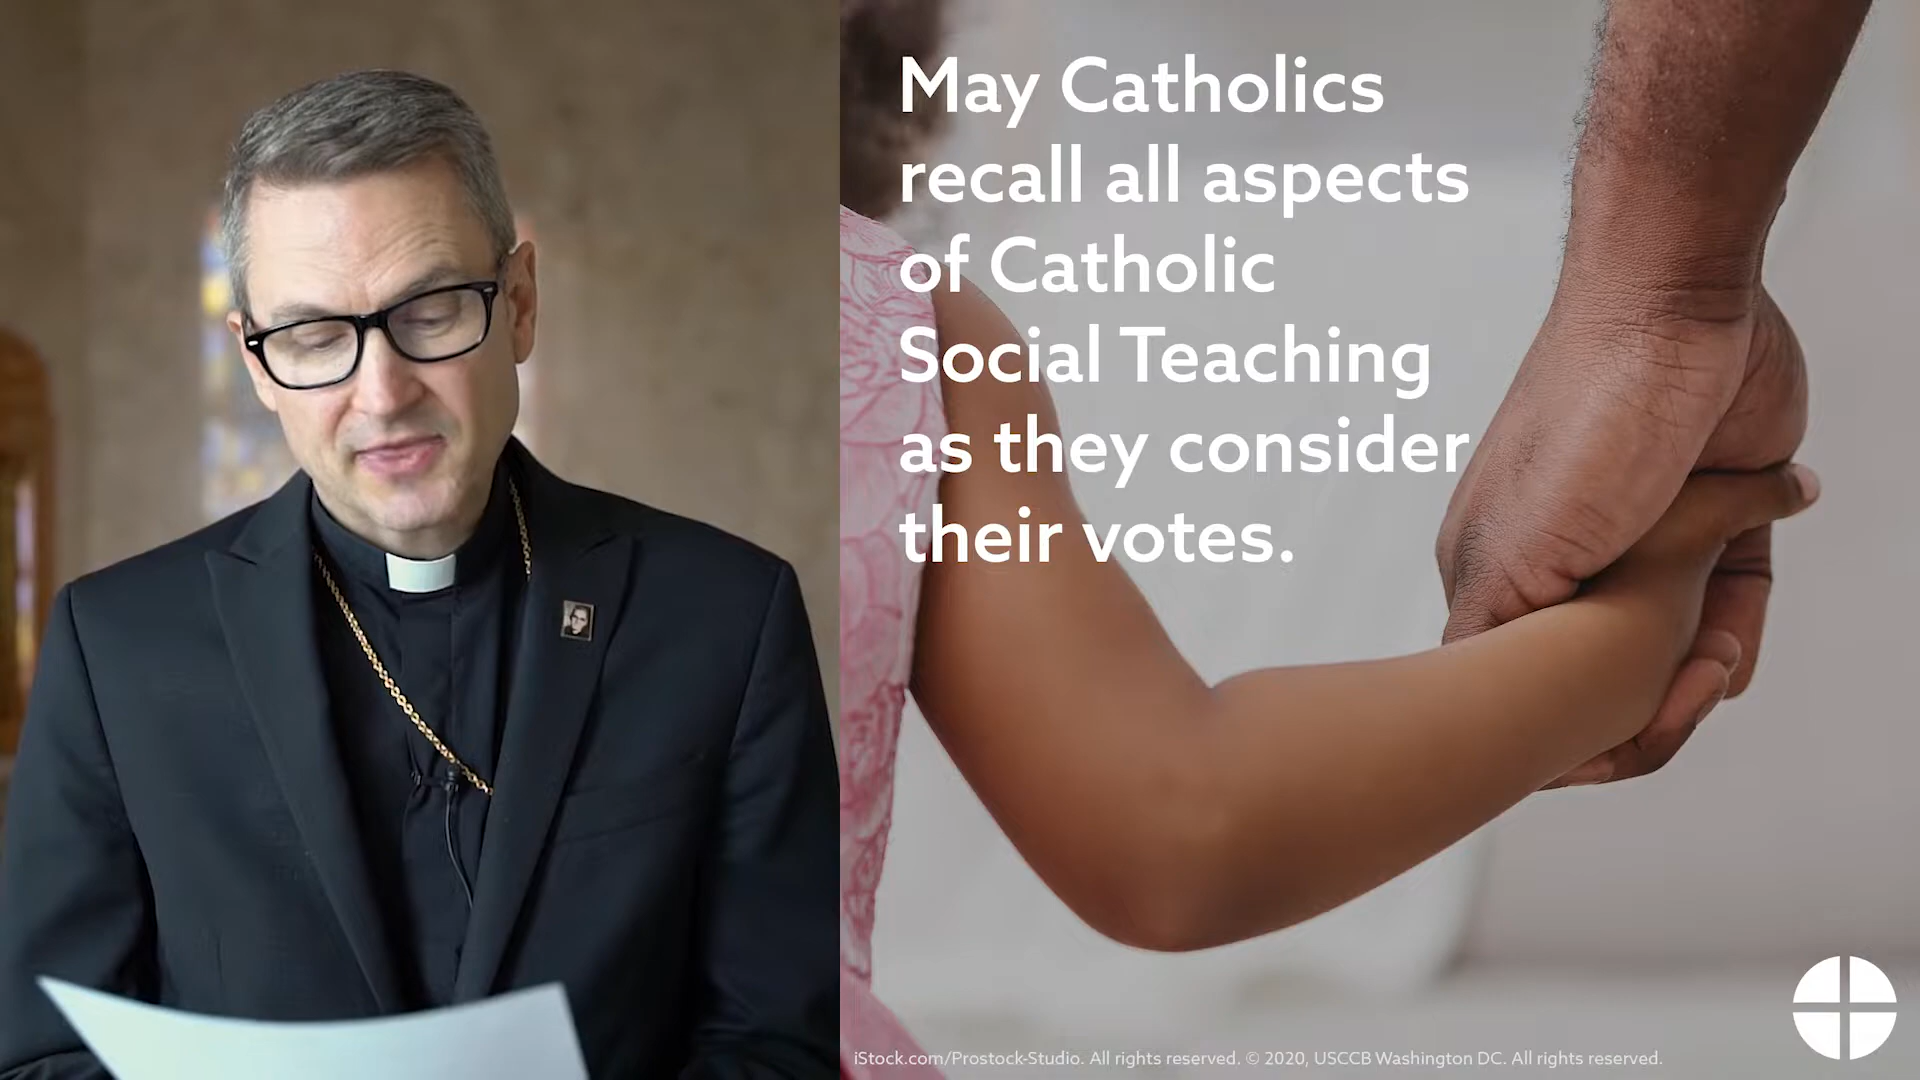 May Catholics
recall all aspects
of Catholic
Social Teaching
as they consider
their votes.
iStock.com/Prostock-Studio. All rights reserved. © 2020, USCCB Washington DC. All rights reserved.